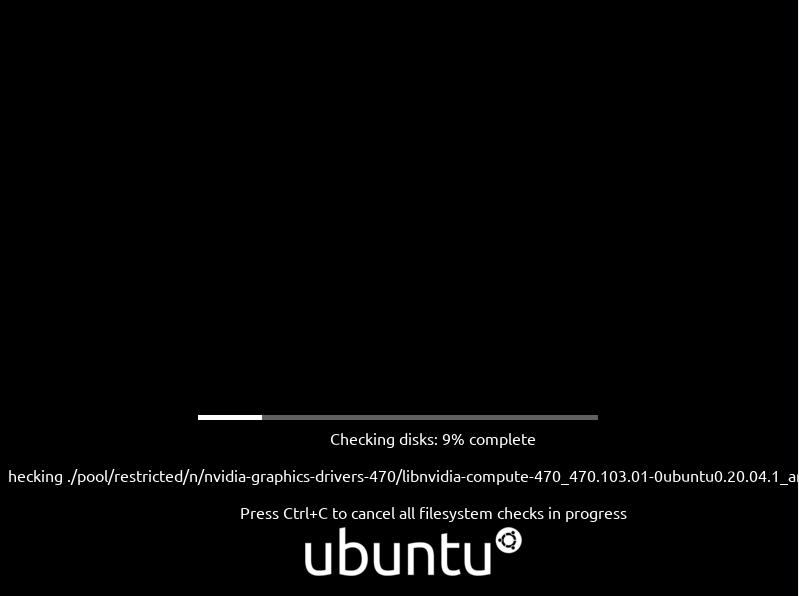 Checking disks: 9% complete
hecking ./pool/restricted/n/nvidia-graphics-drivers-470/libnvidia-compute-470_470.103.01-0ubuntu0.20.04.1_a
Press Ctrl+C to cancel all filesystem checks in progress
ubuntu